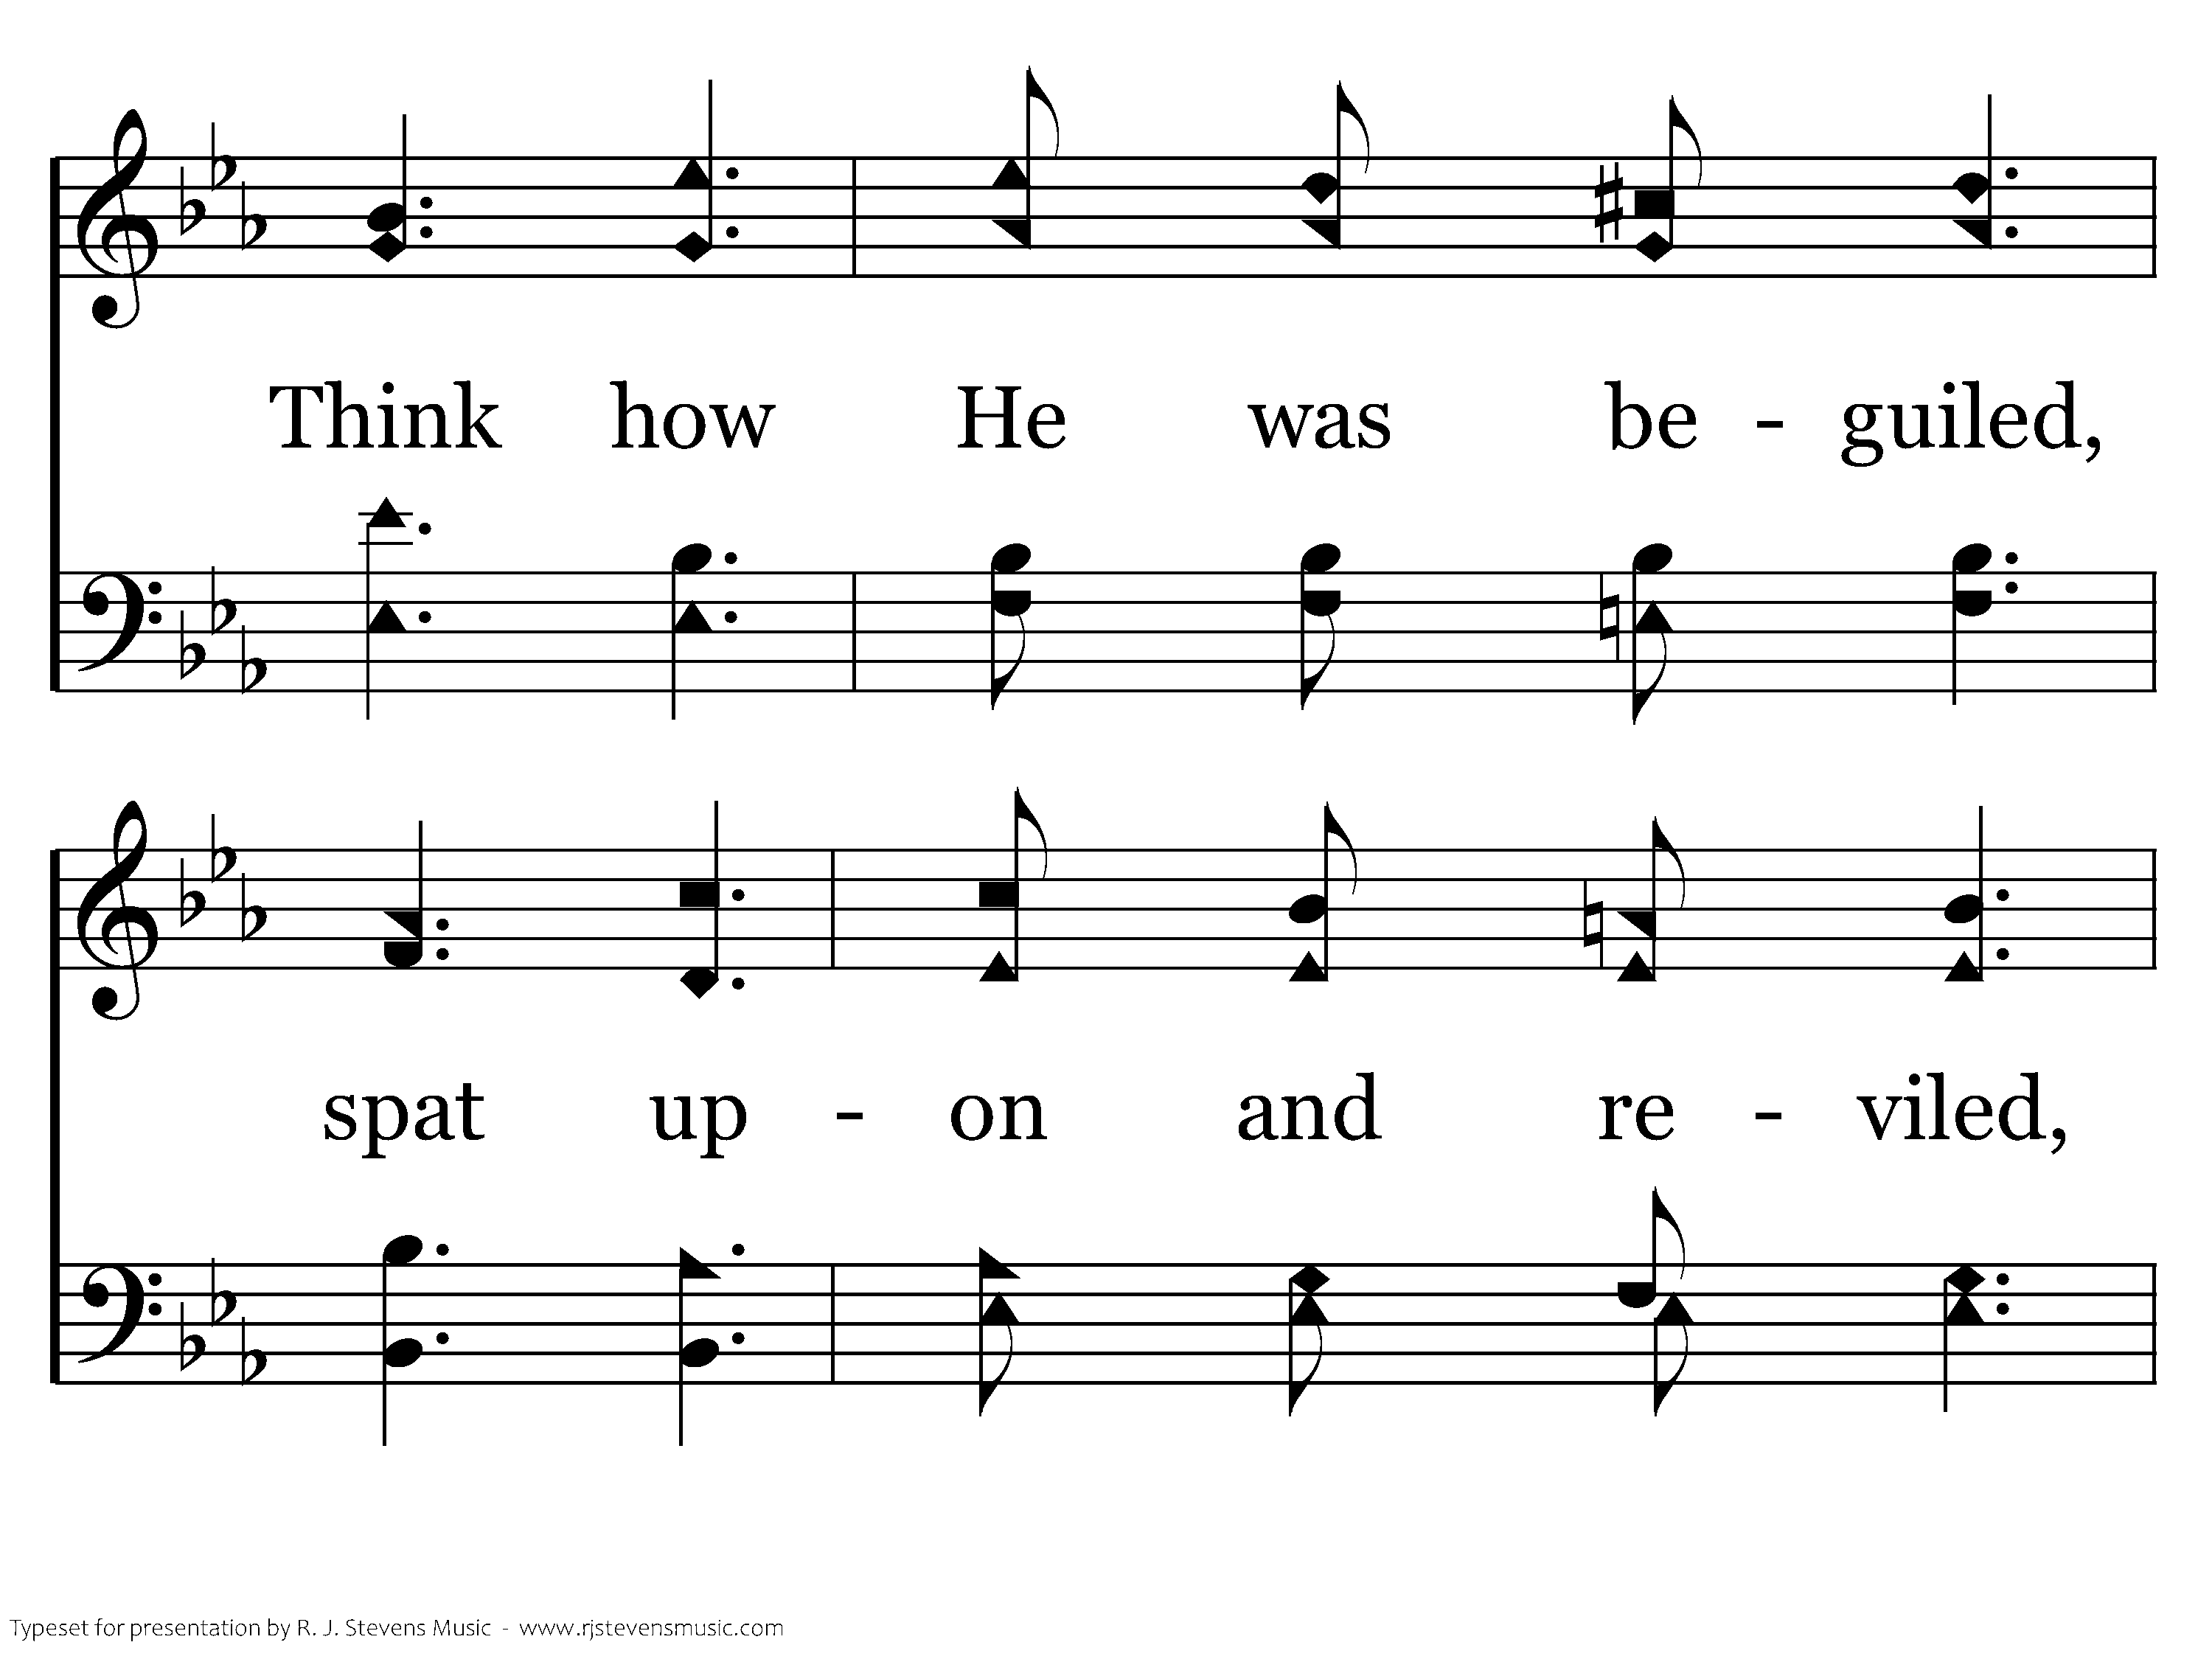 Think how He was be - guiled,
spat up - on and re - viled,
Typeset for presentation by R. J. Stevens Music - www.rjstevensmusic.com